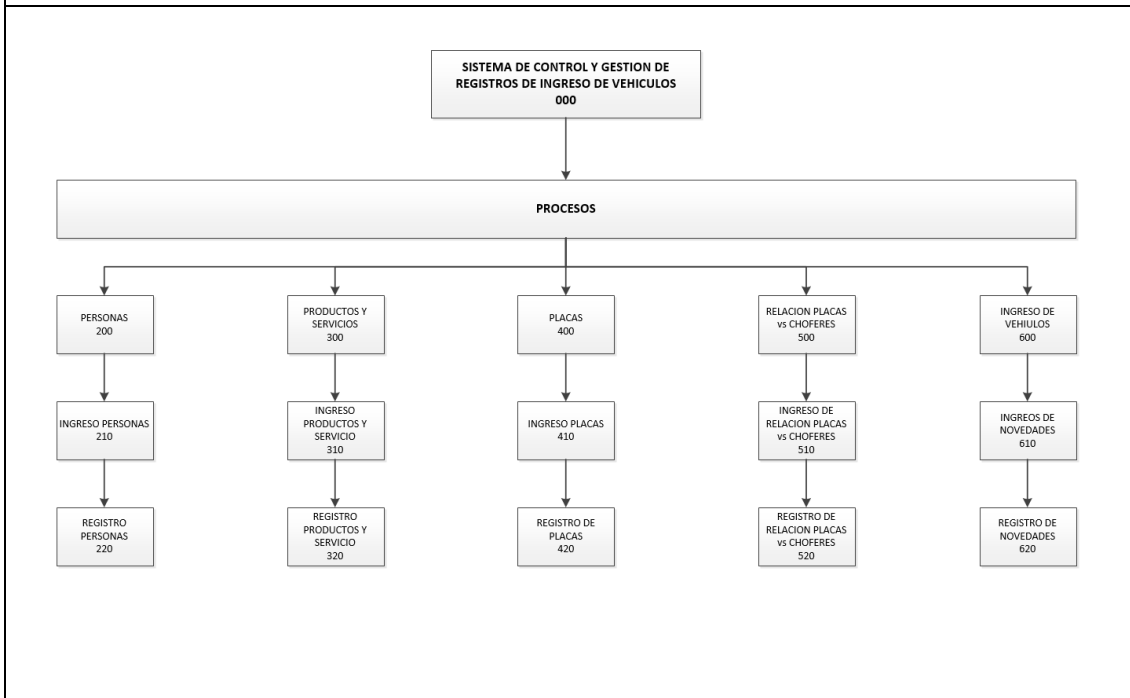 SISTEMA DE CONTROL Y GESTION DE
REGISTROS DE INGRESO DE VEHICULOS
000
PROCESOS
PERSONAS
200
PRODUCTOS Y
SERVICIOS
300
PLACAS
400
RELACION PLACAS
vs CHOFERES
500
INGRESO DE
VEHIULOS
600
INGRESO PERSONAS
210
INGRESO
PRODUCTOS Y
SERVICIO
310
INGRESO PLACAS
410
INGRESO DE
RELACION PLACAS
vs CHOFERES
510
INGREOS DE
NOVEDADES
610
REGISTRO
PERSONAS
220
REGISTRO
PRODUCTOS Y
SERVICIO
320
REGISTRO DE
PLACAS
420
REGISTRO DE
RELACION PLACAS
vs CHOFERES
520
REGISTRO DE
NOVEDADES
620